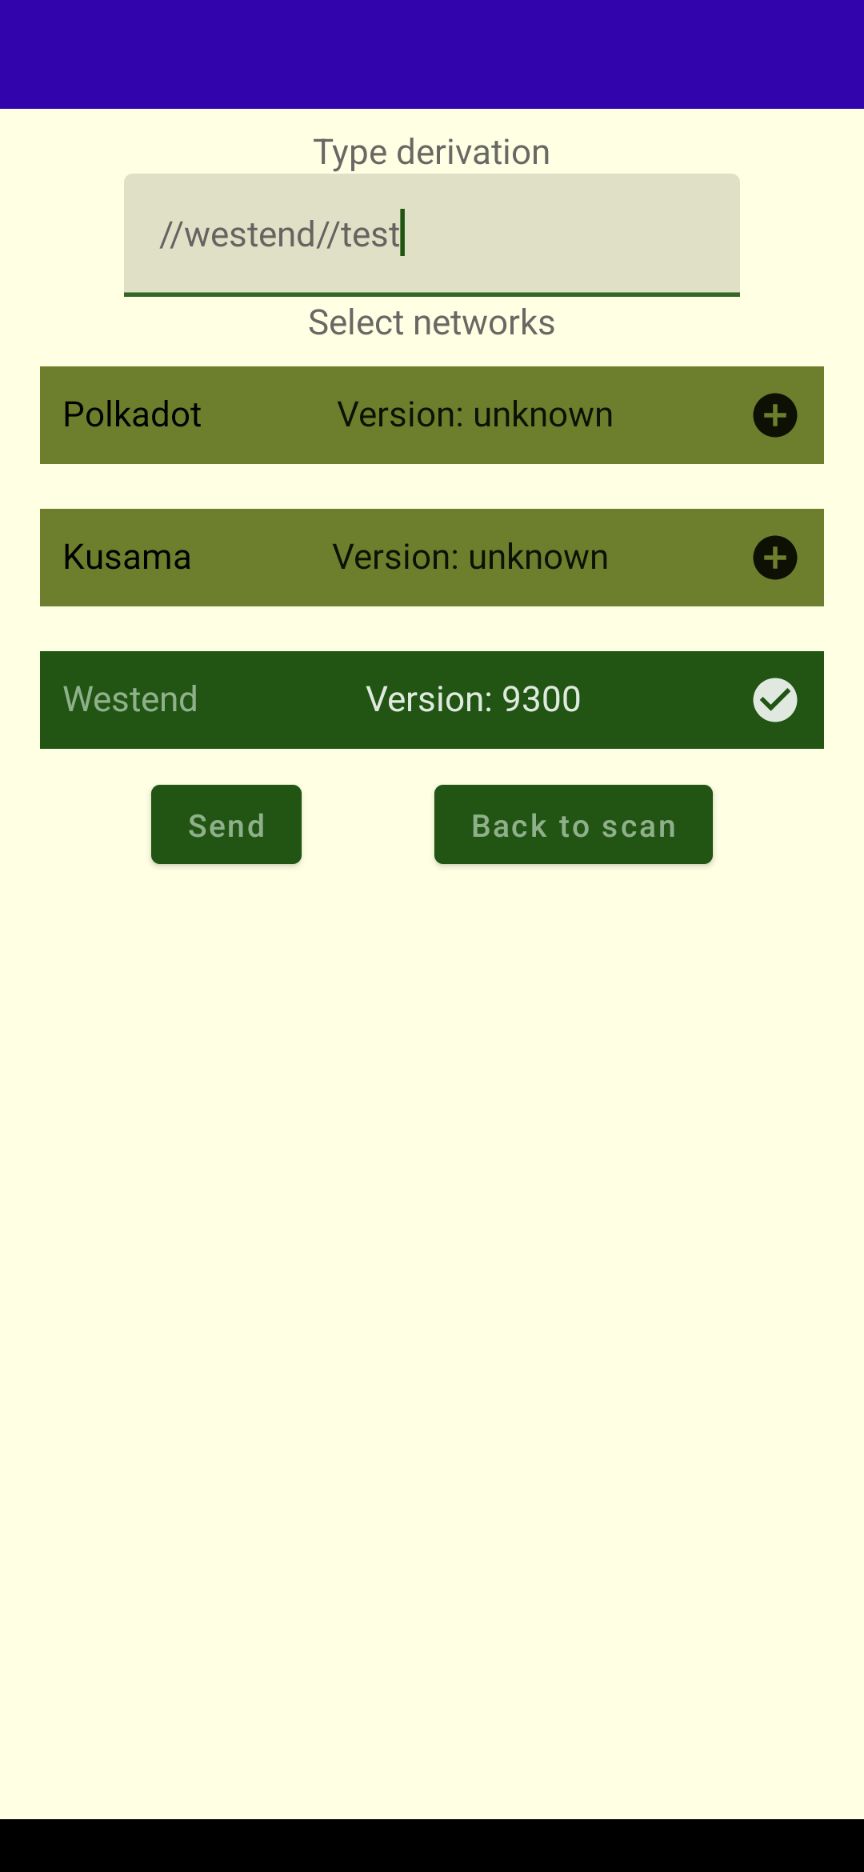 Type derivation
//westend//test
Select networks
Polkadot Version: unknown
Kusama Version: unknown
Westend Version: 9300
Send Back to scan